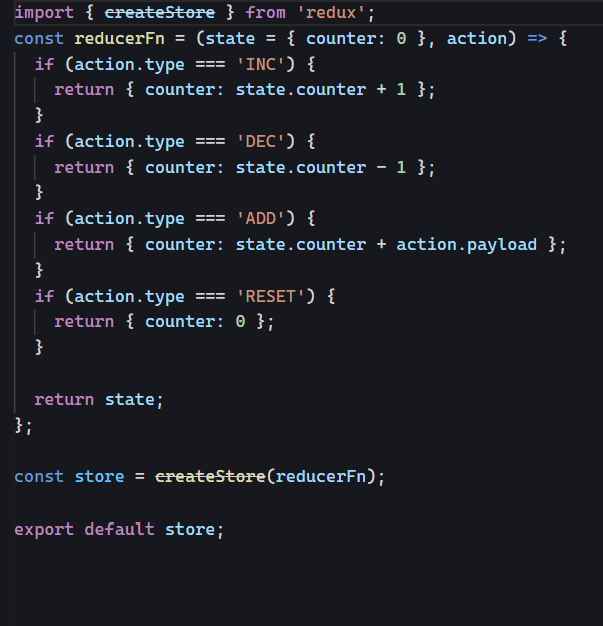 import { createStore } from 'redux';
const reducerFn = (state = { counter: 0 }, action) => {
  if (action.type === 'INC') {
    return { counter: state.counter + 1 };
  }
  if (action.type === 'DEC') {
    return { counter: state.counter - 1 };
  }
  if (action.type === 'ADD') {
    return { counter: state.counter + action.payload };
  }
  if (action.type === 'RESET') {
    return { counter: 0 };
  }

  return state;
};

const store = createStore(reducerFn);

export default store;